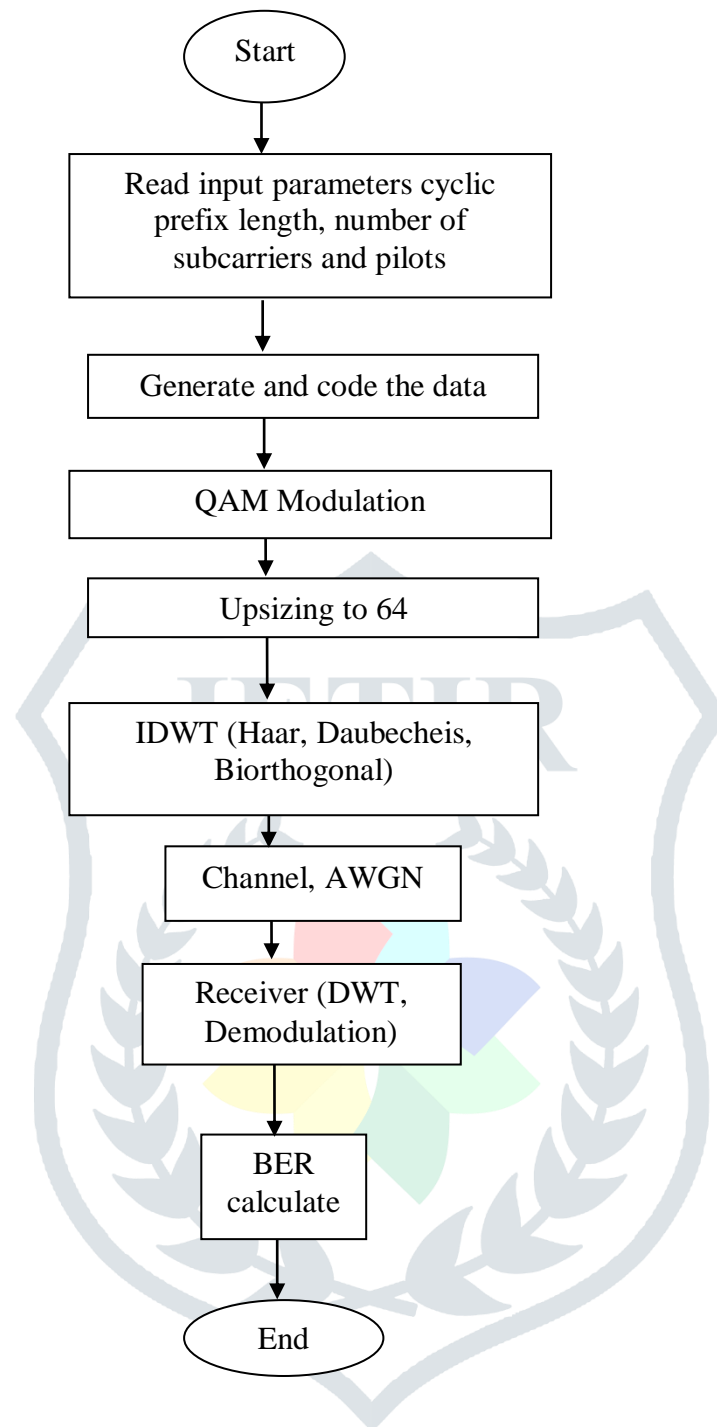 Start
Read input parameters cyclic
prefix length, number of
subcarriers and pilots
Generate and code the data
QAM Modulation
Upsizing to 64
JETIR
IDWT (Haar, Daubecheis,
Biorthogonal)
Channel, AWGN
Receiver (DWT,
Demodulation)
BER
calculate
End